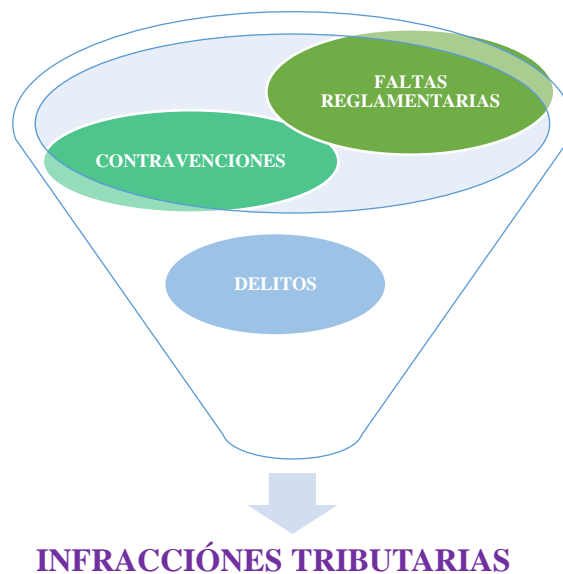 FALTAS
REGLAMENTARIAS
CONTRAVENCIONES
DELITOS
INFRACCIÓNES TRIBUTARIAS